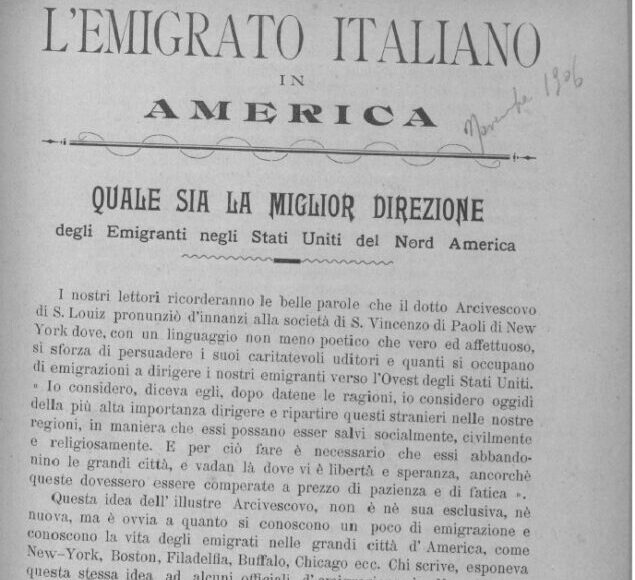 L'EMIGRATO ITALIANO
IN
AMERICA
Novembre 1906
QUALE SIA LA MIGLIOR DIREZIONE
degli Emigranti negli Stati Uniti del Nord America
I nostri lettori ricorderanno le belle parole che il dotto Arcivescovo
di S. Louiz pronunziò d'innanzi alla società di S. Vincenzo di Paoli di New
York dove, con un linguaggio non meno poetico che vero ed affettuoso,
si sforza di persuadere i suoi caritatevoli uditori e quanti si occupano
di emigrazioni a dirigere i nostri emigranti verso l'Ovest degli Stati Uniti.
« Io considero, diceva egli, dopo datene le ragioni, io considero oggidì
della più alta importanza dirigere e ripartire questi stranieri nelle nostre
regioni, in maniera che essi possano esser salvi socialmente, civilmente
e religiosamente. E per ciò fare è necessario che essi abbando-
nino le grandi città, e vadan là dove vi è libertà e speranza, ancorchè
queste dovessero essere comperate a prezzo di pazienza e di fatica ».
Questa idea dell' illustre Arcivescovo, non è nè sua esclusiva, nè
nuova, ma è ovvia a quanto si conoscono un poco di emigrazione e
conoscono la vita degli emigrati nelle grandi città d' America, come
New-York, Boston, Filadelfia, Buffalo, Chicago ecc. Chi scrive, esponeva
questa stessa idea ad alcuni